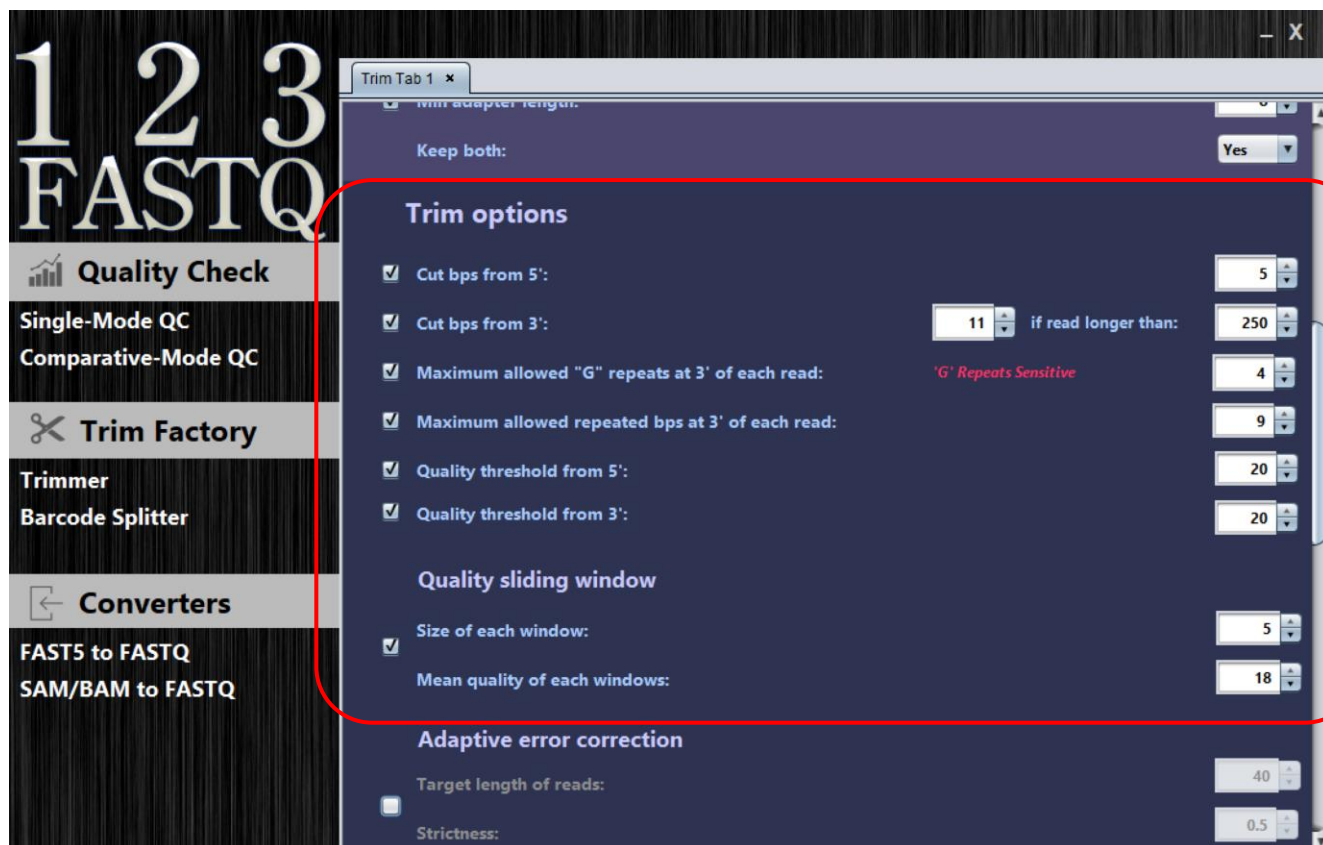 1 2 3
FASTQ
Quality Check
Single-Mode QC
Comparative-Mode QC
Trim Factory
Trimmer
Barcode Splitter
Converters
FAST5 to FASTQ
SAM/BAM to FASTQ
– X
Trim Tab 1 ×
Min adapter length:
Keep both: Yes
Trim options
Cut bps from 5': 5
Cut bps from 3': 11 if read longer than: 250
Maximum allowed "G" repeats at 3' of each read: 'G' Repeats Sensitive 4
Maximum allowed repeated bps at 3' of each read: 9
Quality threshold from 5': 20
Quality threshold from 3': 20
Quality sliding window
Size of each window: 5
Mean quality of each windows: 18
Adaptive error correction
Target length of reads: 40
Strictness: 0.5